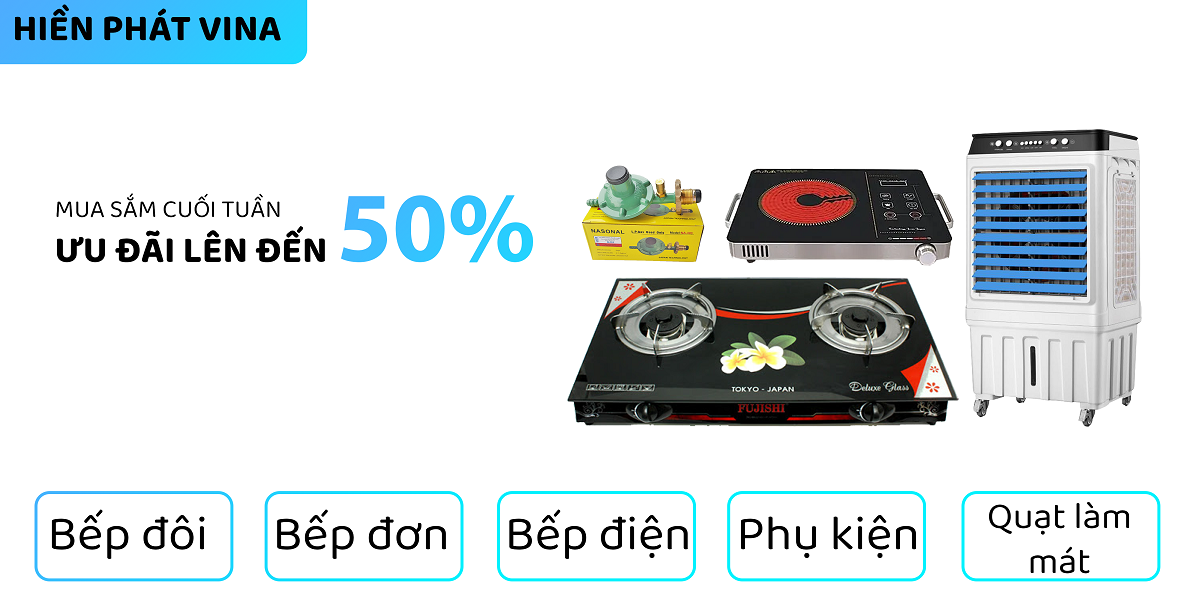 HIỀN PHÁT VINA
MUA SẮM CUỐI TUẦN
ƯU ĐÃI LÊN ĐẾN 50%
NASONAL
TOKYO - JAPAN
Deluxe Glass
FUJISHI
Bếp đôi
Bếp đơn
Bếp điện
Phụ kiện
Quạt làm
mát